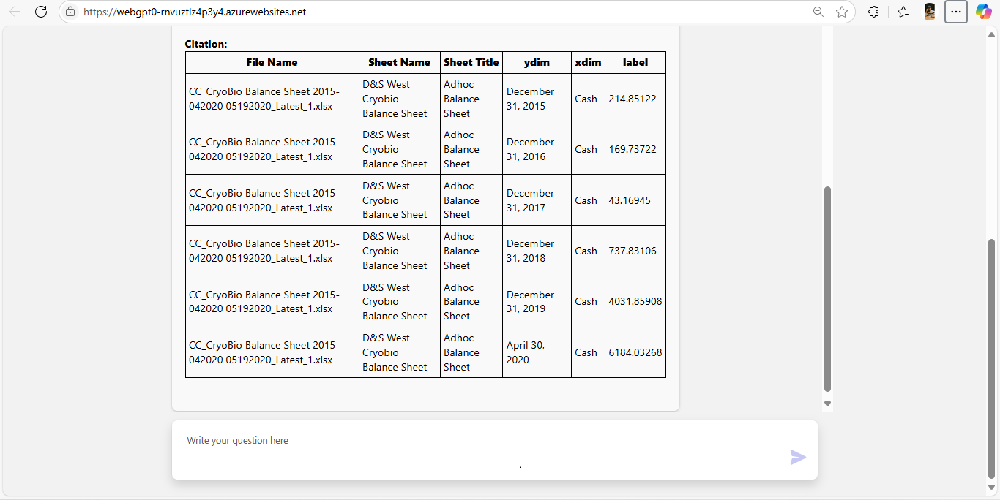 https://webgpt0-rnvuztlz4p3y4.azurewebsites.net
Citation:
File Name Sheet Name Sheet Title ydim xdim label
CC_CryoBio Balance Sheet 2015-
042020 05192020_Latest_1.xlsx
D&S West
Cryobio
Balance Sheet
Adhoc
Balance
Sheet
December
31, 2015
Cash
214.85122
CC_CryoBio Balance Sheet 2015-
042020 05192020_Latest_1.xlsx
D&S West
Cryobio
Balance Sheet
Adhoc
Balance
Sheet
December
31, 2016
Cash
169.73722
CC_CryoBio Balance Sheet 2015-
042020 05192020_Latest_1.xlsx
D&S West
Cryobio
Balance Sheet
Adhoc
Balance
Sheet
December
31, 2017
Cash
43.16945
CC_CryoBio Balance Sheet 2015-
042020 05192020_Latest_1.xlsx
D&S West
Cryobio
Balance Sheet
Adhoc
Balance
Sheet
December
31, 2018
Cash
737.83106
CC_CryoBio Balance Sheet 2015-
042020 05192020_Latest_1.xlsx
D&S West
Cryobio
Balance Sheet
Adhoc
Balance
Sheet
December
31, 2019
Cash
4031.85908
CC_CryoBio Balance Sheet 2015-
042020 05192020_Latest_1.xlsx
D&S West
Cryobio
Balance Sheet
Adhoc
Balance
Sheet
April 30,
2020
Cash
6184.03268
Write your question here
.